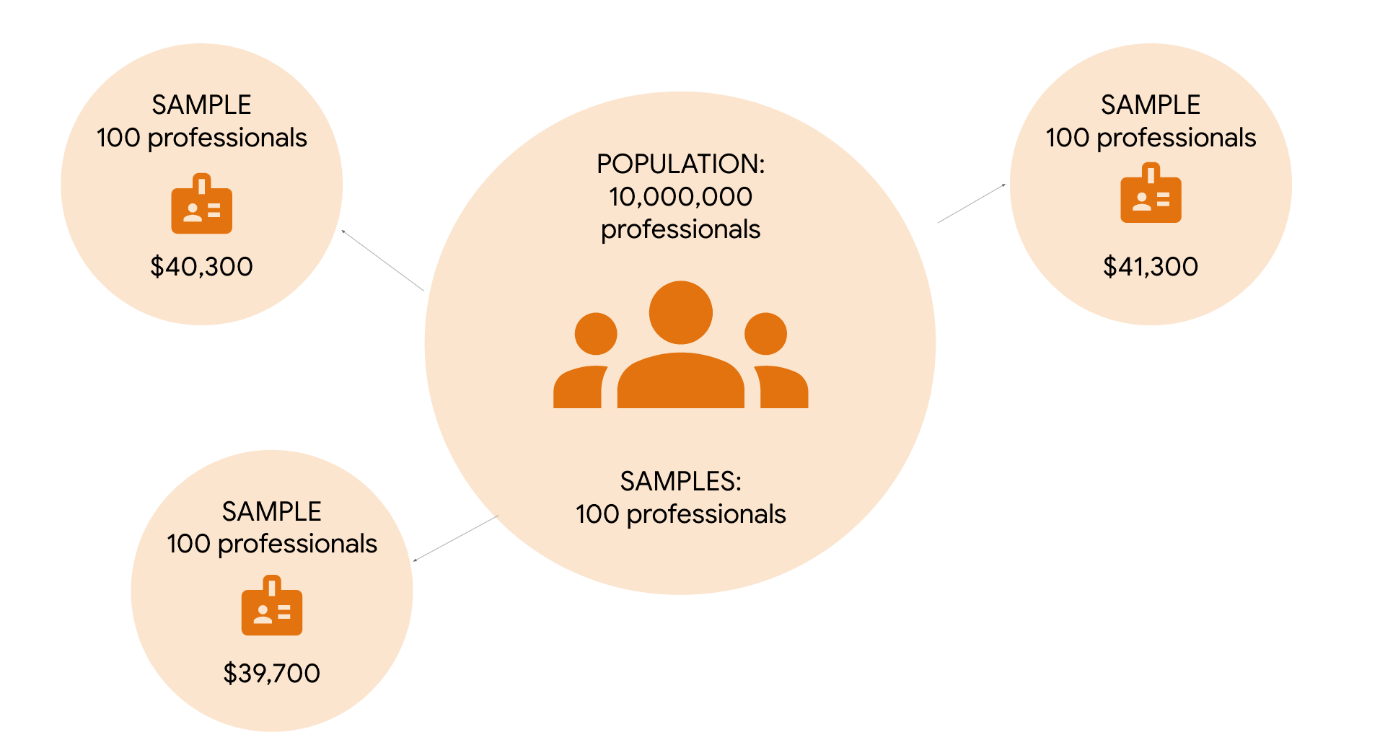 SAMPLE
100 professionals
$40,300
POPULATION:
10,000,000
professionals
SAMPLES:
100 professionals
SAMPLE
100 professionals
$41,300
SAMPLE
100 professionals
$39,700